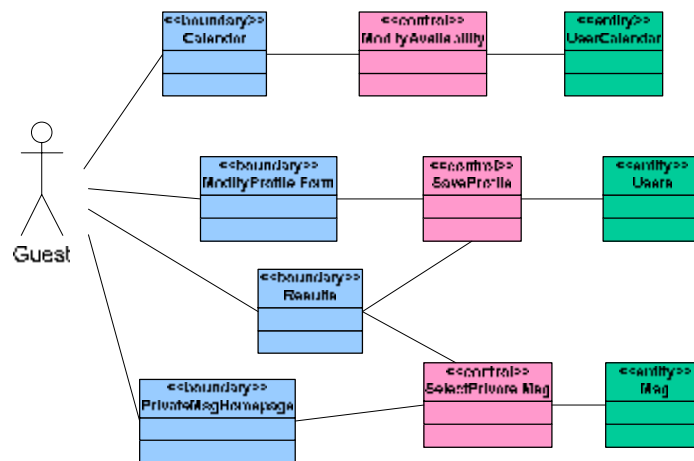 <<boundary>>
Calendar
<<control>>
ModifyAvailability
<<entity>>
UserCalendar
<<boundary>>
ModifyProfile Form
<<control>>
SaveProfile
<<entity>>
Users
Guest
<<boundary>>
Results
<<boundary>>
PrivateMsgHomepage
<<control>>
SelectPrivate Msg
<<entity>>
Msg